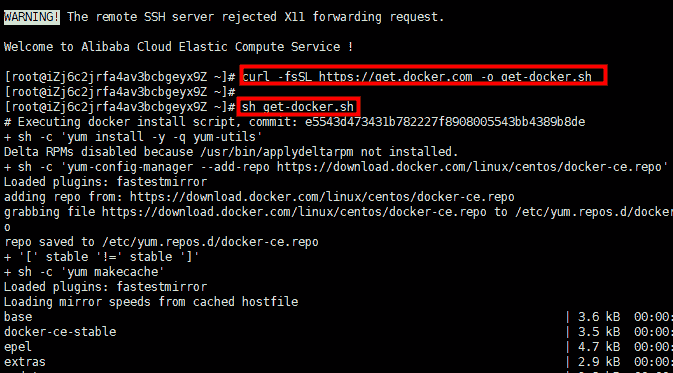 WARNING! The remote SSH server rejected X11 forwarding request.
Welcome to Alibaba Cloud Elastic Compute Service !
[root@iZj6c2jrfa4av3bcbgeyx9Z ~]# curl -fsSL https://get.docker.com -o get-docker.sh
[root@iZj6c2jrfa4av3bcbgeyx9Z ~]#
[root@iZj6c2jrfa4av3bcbgeyx9Z ~]# sh get-docker.sh
# Executing docker install script, commit: e5543d473431b782227f8908005543bb4389b8de
+ sh -c 'yum install -y -q yum-utils'
Delta RPMs disabled because /usr/bin/applydeltarpm not installed.
+ sh -c 'yum-config-manager --add-repo https://download.docker.com/linux/centos/docker-ce.repo'
Loaded plugins: fastestmirror
adding repo from: https://download.docker.com/linux/centos/docker-ce.repo
grabbing file https://download.docker.com/linux/centos/docker-ce.repo to /etc/yum.repos.d/docker
o
repo saved to /etc/yum.repos.d/docker-ce.repo
+ '[' stable '!=' stable ']'
+ sh -c 'yum makecache'
Loaded plugins: fastestmirror
Loading mirror speeds from cached hostfile
base | 3.6 kB 00:00:
docker-ce-stable | 3.5 kB 00:00:
epel | 4.7 kB 00:00:
extras | 2.9 kB 00:00: